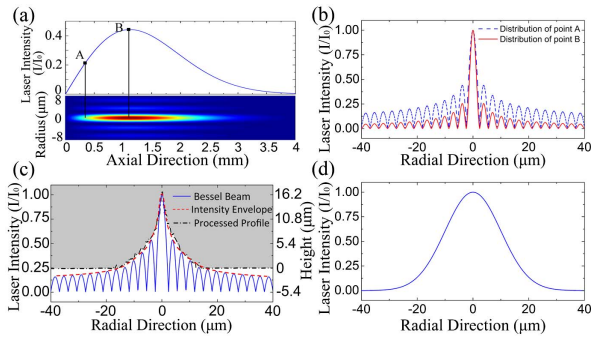 (a)
Laser Intensity (I/I₀)
0.4
0.2
0.0
A
B
Radius(μm)
8
0
-8
0 0.5 1 1.5 2 2.5 3 3.5 4
Axial Direction (mm)
(b)
Laser Intensity (I/I₀)
1.00
0.75
0.50
0.25
0.00
Distribution of point A
Distribution of point B
-40 -20 0 20 40
Radial Direction (μm)
(c)
Laser Intensity (I/I₀)
1.00
0.75
0.50
0.25
0.00
Bessel Beam
Intensity Envelope
Processed Profile
16.2
10.8
5.4
0
-5.4
Height (μm)
-40 -20 0 20 40
Radial Direction (μm)
(d)
Laser Intensity (I/I₀)
1.00
0.75
0.50
0.25
0.00
-40 -20 0 20 40
Radial Direction (μm)